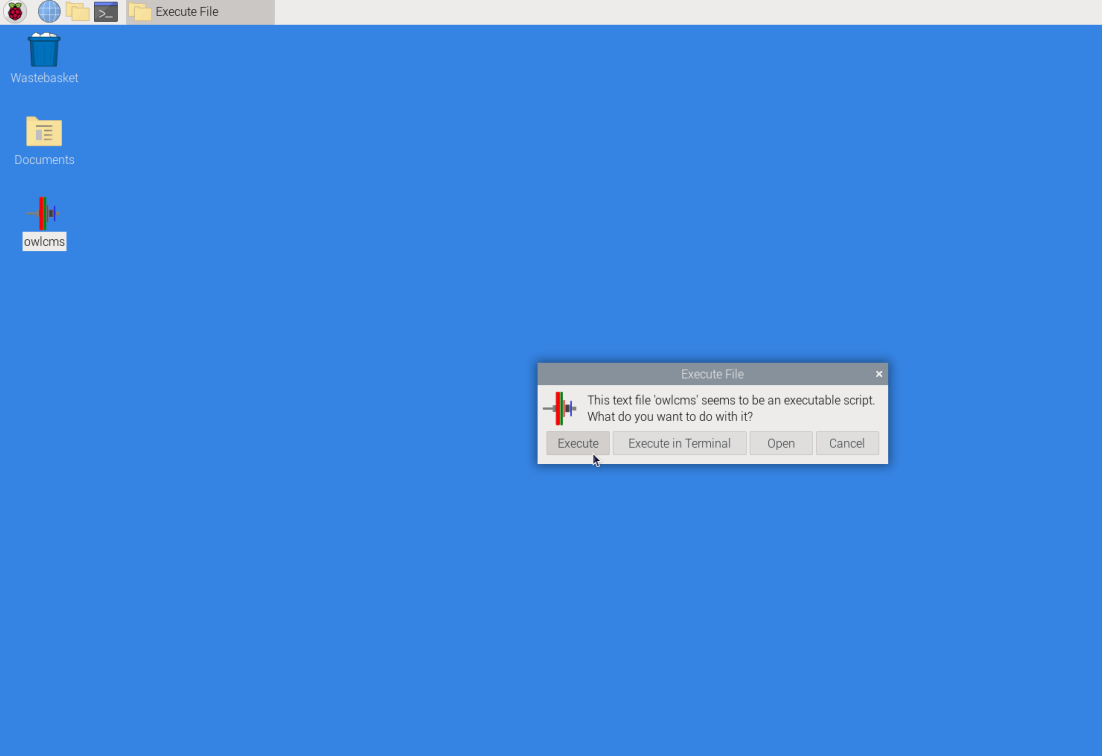 Execute File
Wastebasket
Documents
owlcms
Execute File
This text file 'owlcms' seems to be an executable script.
What do you want to do with it?
Execute
Execute in Terminal
Open
Cancel